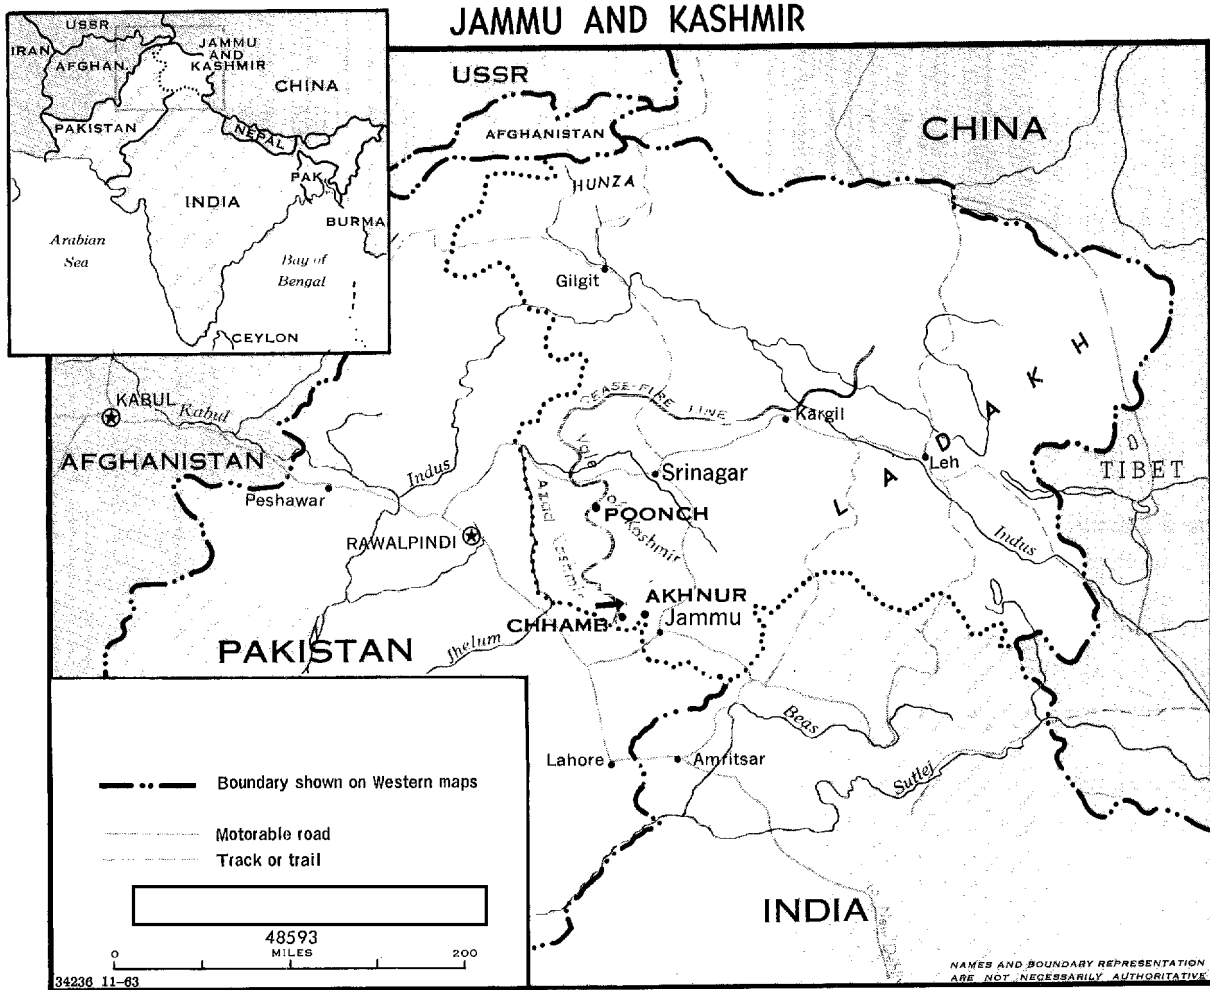 JAMMU AND KASHMIR
USSR
IRAN
AFGHAN.
JAMMU
AND
KASHMIR
CHINA
PAKISTAN
NEPAL
PAK.
INDIA
BURMA
Arabian
Sea
Bay of
Bengal
CEYLON
USSR
AFGHANISTAN
CHINA
HUNZA
Gilgit
KABUL
Kabul
AFGHANISTAN
Peshawar
Indus
RAWALPINDI
CEASE-FIRE LINE
Kargil
Vale of Kashmir
Srinagar
Azad Kashmir
POONCH
LADAKH
Leh
TIBET
Indus
AKHNUR
CHHAMB
Jammu
PAKISTAN
Jhelum
Beas
Lahore
Amritsar
Sutlej
INDIA
Boundary shown on Western maps
Motorable road
Track or trail
48593
MILES
0 200
34236 11-63
NAMES AND BOUNDARY REPRESENTATION
ARE NOT NECESSARILY AUTHORITATIVE